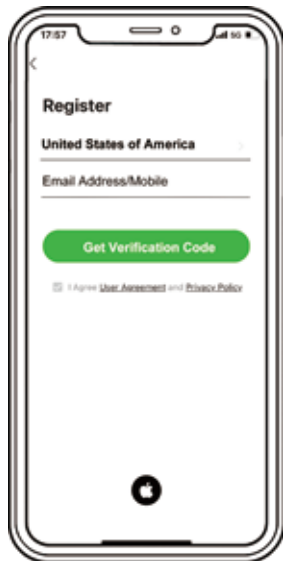 17:57
5G
Register
United States of America
Email Address/Mobile
Get Verification Code
I Agree User Agreement and Privacy Policy